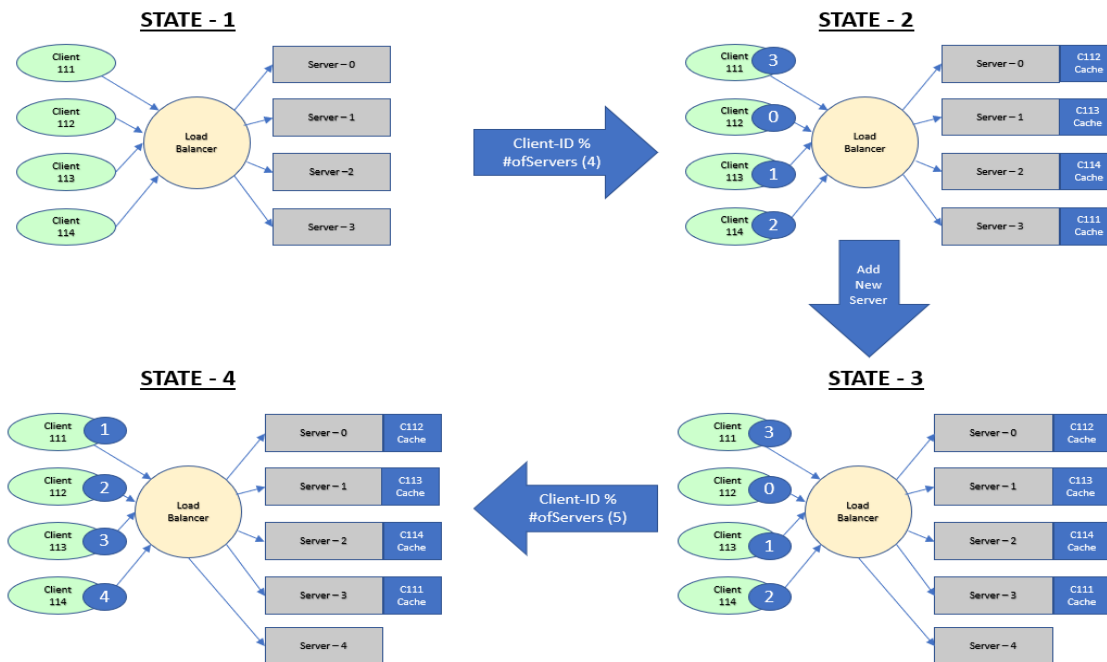 STATE - 1
Client
111
Client
112
Client
113
Client
114
Load
Balancer
Server – 0
Server – 1
Server – 2
Server – 3
Client-ID %
#ofServers (4)
STATE - 2
Client
111
3
Client
112
0
Client
113
1
Client
114
2
Load
Balancer
Server – 0
C112
Cache
Server – 1
C113
Cache
Server – 2
C114
Cache
Server – 3
C111
Cache
Add
New
Server
STATE - 3
Client
111
3
Client
112
0
Client
113
1
Client
114
2
Load
Balancer
Server – 0
C112
Cache
Server – 1
C113
Cache
Server – 2
C114
Cache
Server – 3
C111
Cache
Server – 4
Client-ID %
#ofServers (5)
STATE - 4
Client
111
1
Client
112
2
Client
113
3
Client
114
4
Load
Balancer
Server – 0
C112
Cache
Server – 1
C113
Cache
Server – 2
C114
Cache
Server – 3
C111
Cache
Server – 4